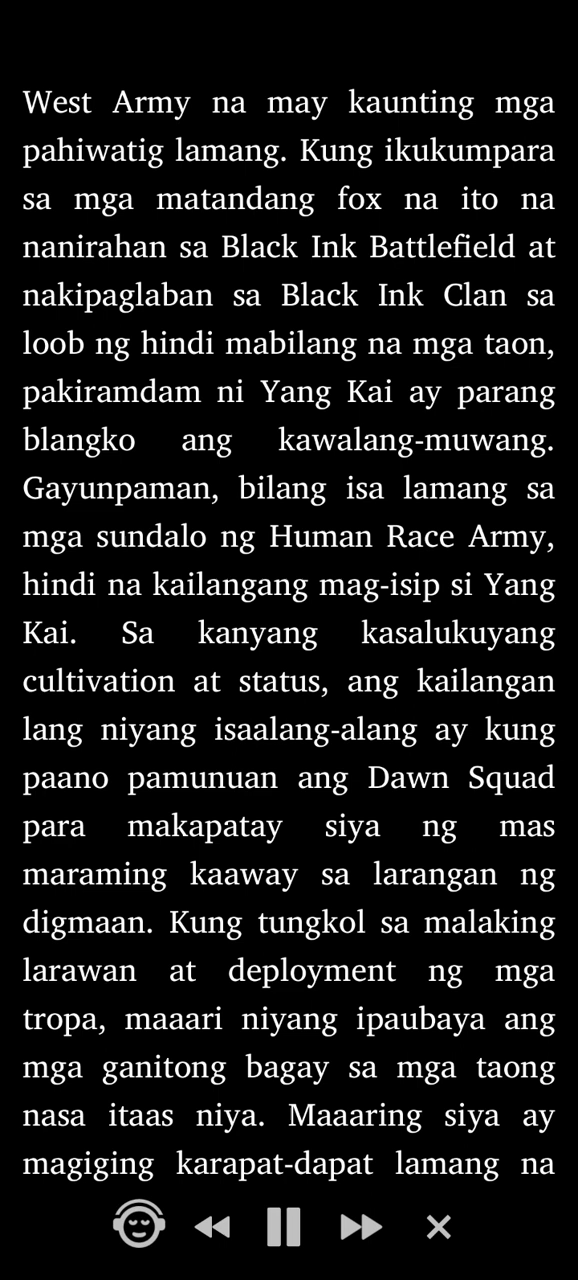 West Army na may kaunting mga
pahiwatig lamang. Kung ikukumpara
sa mga matandang fox na ito na
nanirahan sa Black Ink Battlefield at
nakipaglaban sa Black Ink Clan sa
loob ng hindi mabilang na mga taon,
pakiramdam ni Yang Kai ay parang
blangko ang kawalang-muwang.
Gayunpaman, bilang isa lamang sa
mga sundalo ng Human Race Army,
hindi na kailangang mag-isip si Yang
Kai. Sa kanyang kasalukuyang
cultivation at status, ang kailangan
lang niyang isaalang-alang ay kung
paano pamunuan ang Dawn Squad
para makapatay siya ng mas
maraming kaaway sa larangan ng
digmaan. Kung tungkol sa malaking
larawan at deployment ng mga
tropa, maaari niyang ipaubaya ang
mga ganitong bagay sa mga taong
nasa itaas niya. Maaaring siya ay
magiging karapat-dapat lamang na